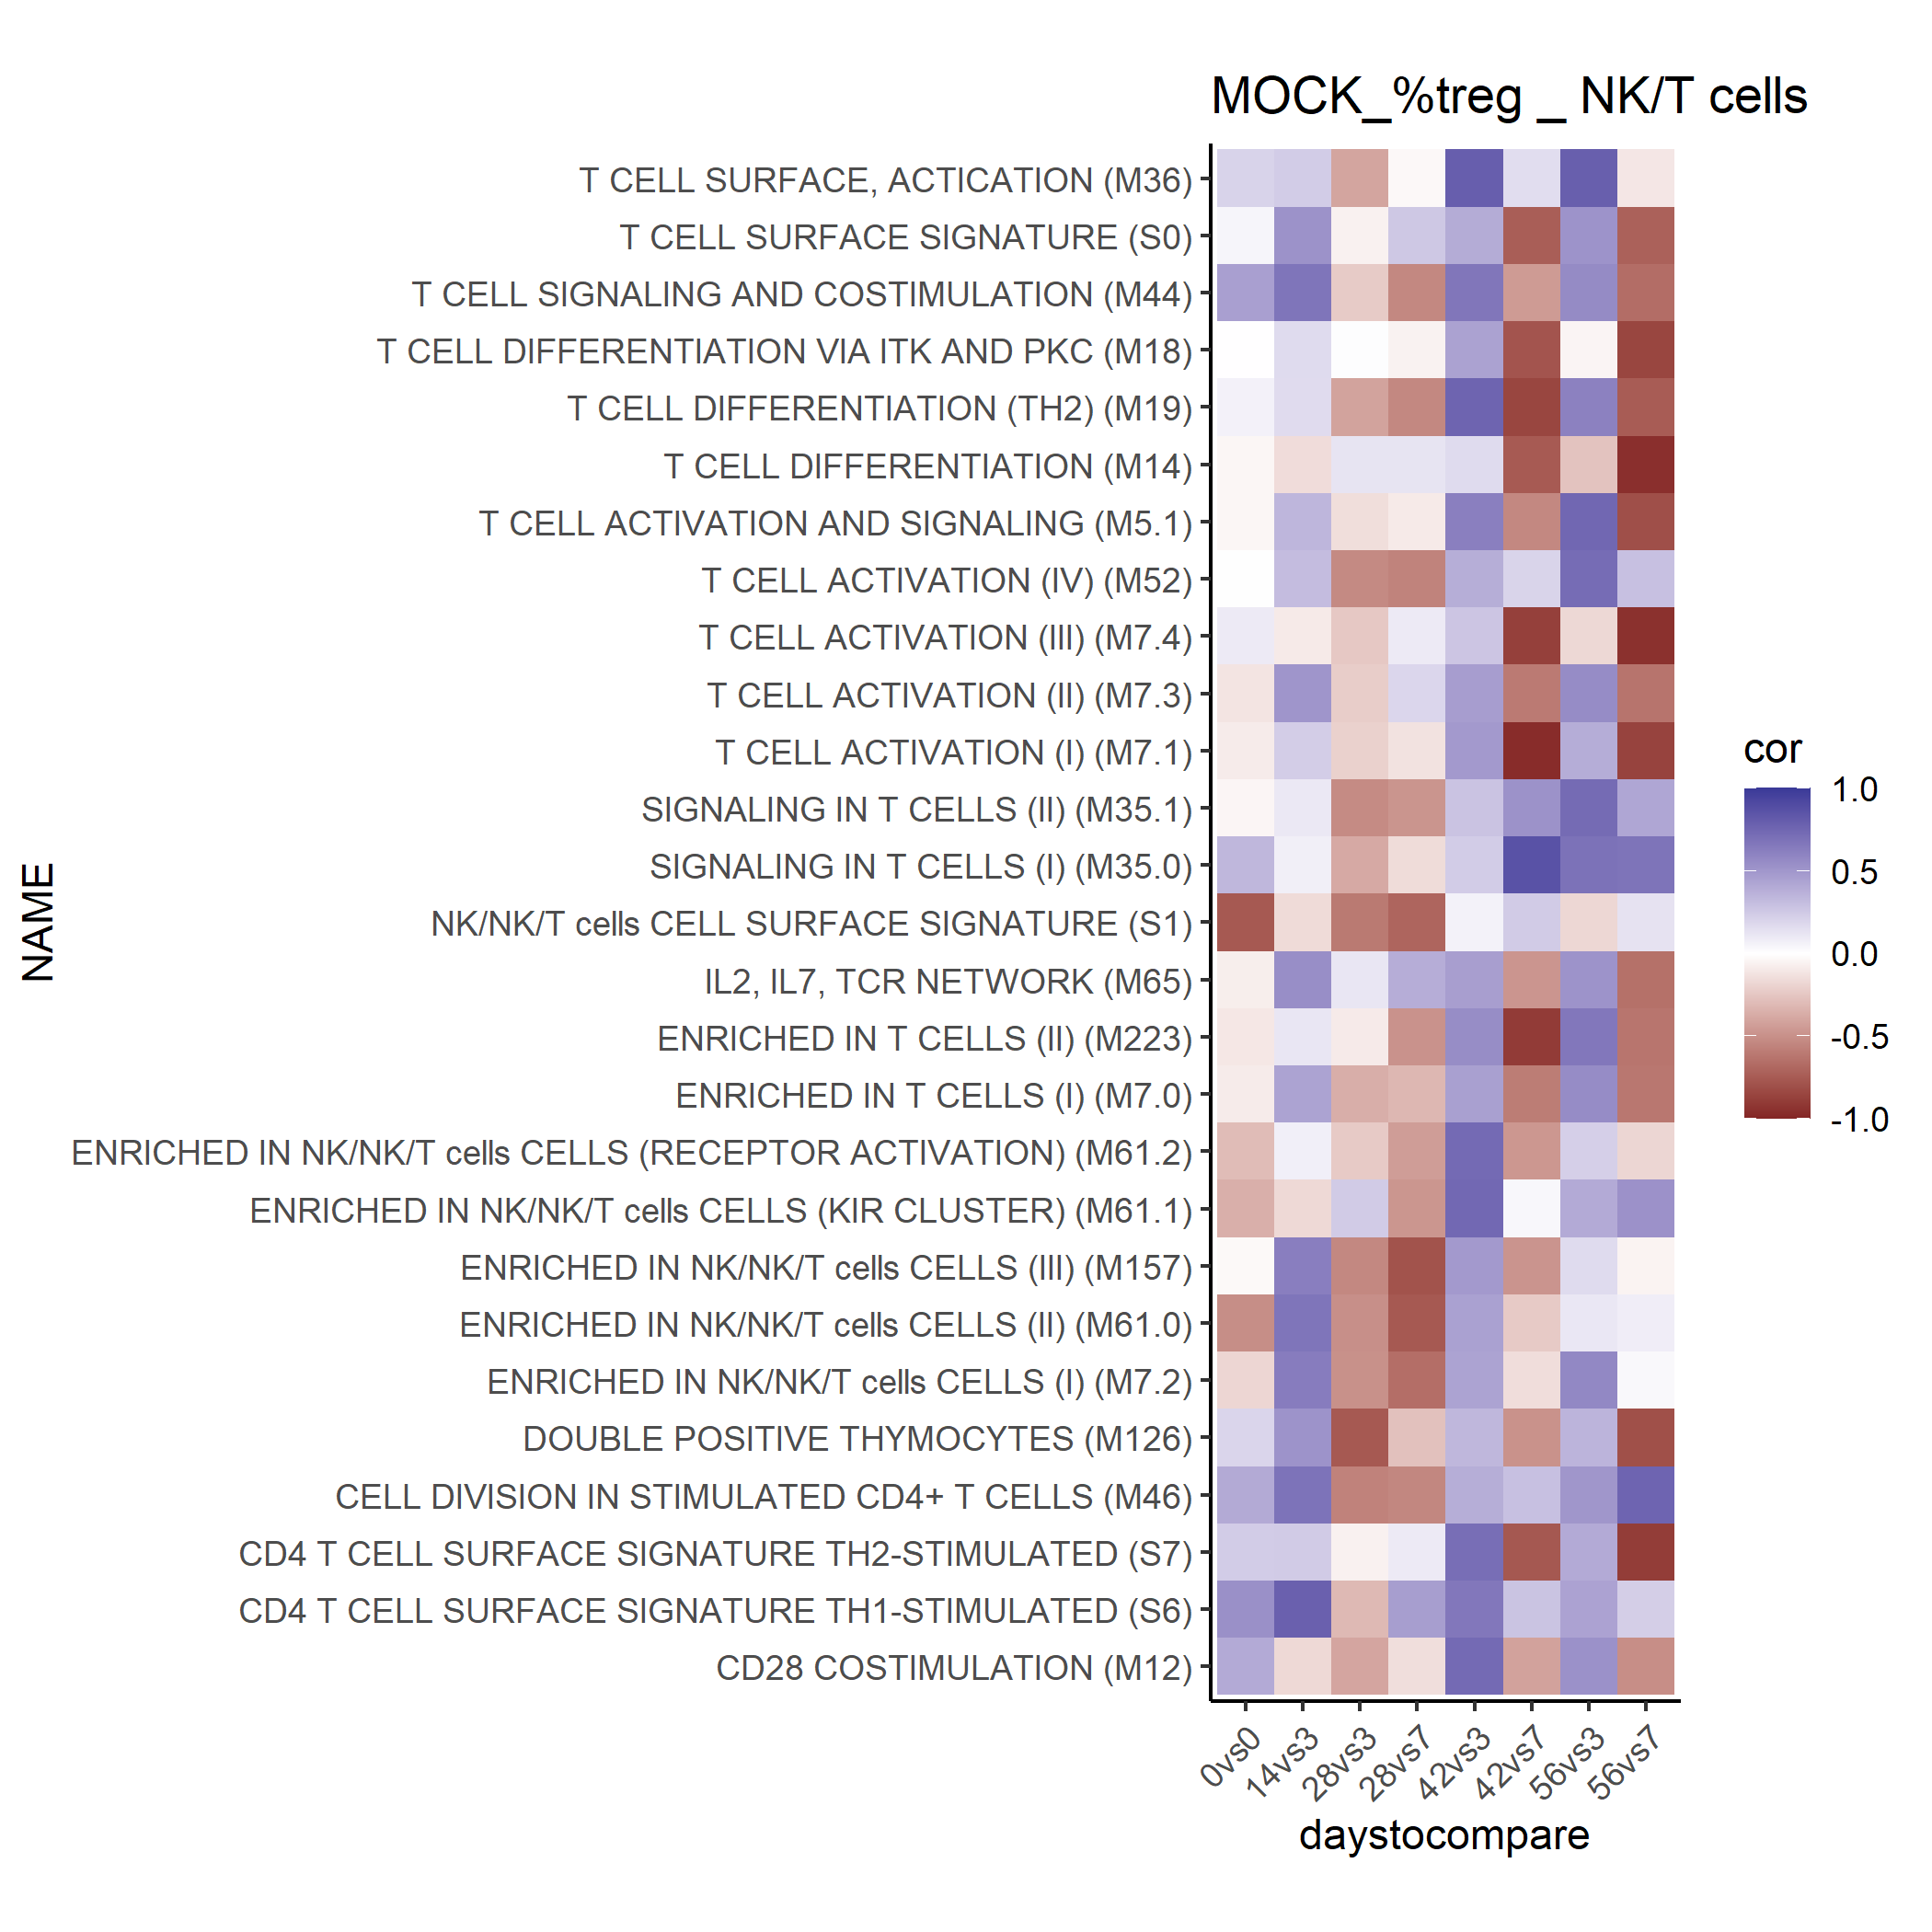 MOCK_%treg _ NK/T cells
T CELL SURFACE, ACTICATION (M36)
T CELL SURFACE SIGNATURE (S0)
T CELL SIGNALING AND COSTIMULATION (M44)
T CELL DIFFERENTIATION VIA ITK AND PKC (M18)
T CELL DIFFERENTIATION (TH2) (M19)
T CELL DIFFERENTIATION (M14)
T CELL ACTIVATION AND SIGNALING (M5.1)
T CELL ACTIVATION (IV) (M52)
T CELL ACTIVATION (III) (M7.4)
T CELL ACTIVATION (II) (M7.3)
T CELL ACTIVATION (I) (M7.1)
SIGNALING IN T CELLS (II) (M35.1)
SIGNALING IN T CELLS (I) (M35.0)
NK/NK/T cells CELL SURFACE SIGNATURE (S1)
IL2, IL7, TCR NETWORK (M65)
ENRICHED IN T CELLS (II) (M223)
ENRICHED IN T CELLS (I) (M7.0)
ENRICHED IN NK/NK/T cells CELLS (RECEPTOR ACTIVATION) (M61.2)
ENRICHED IN NK/NK/T cells CELLS (KIR CLUSTER) (M61.1)
ENRICHED IN NK/NK/T cells CELLS (III) (M157)
ENRICHED IN NK/NK/T cells CELLS (II) (M61.0)
ENRICHED IN NK/NK/T cells CELLS (I) (M7.2)
DOUBLE POSITIVE THYMOCYTES (M126)
CELL DIVISION IN STIMULATED CD4+ T CELLS (M46)
CD4 T CELL SURFACE SIGNATURE TH2-STIMULATED (S7)
CD4 T CELL SURFACE SIGNATURE TH1-STIMULATED (S6)
CD28 COSTIMULATION (M12)
NAME
0vs0
14vs3
28vs3
28vs7
42vs3
42vs7
56vs3
56vs7
daystocompare
cor
1.0
0.5
0.0
-0.5
-1.0